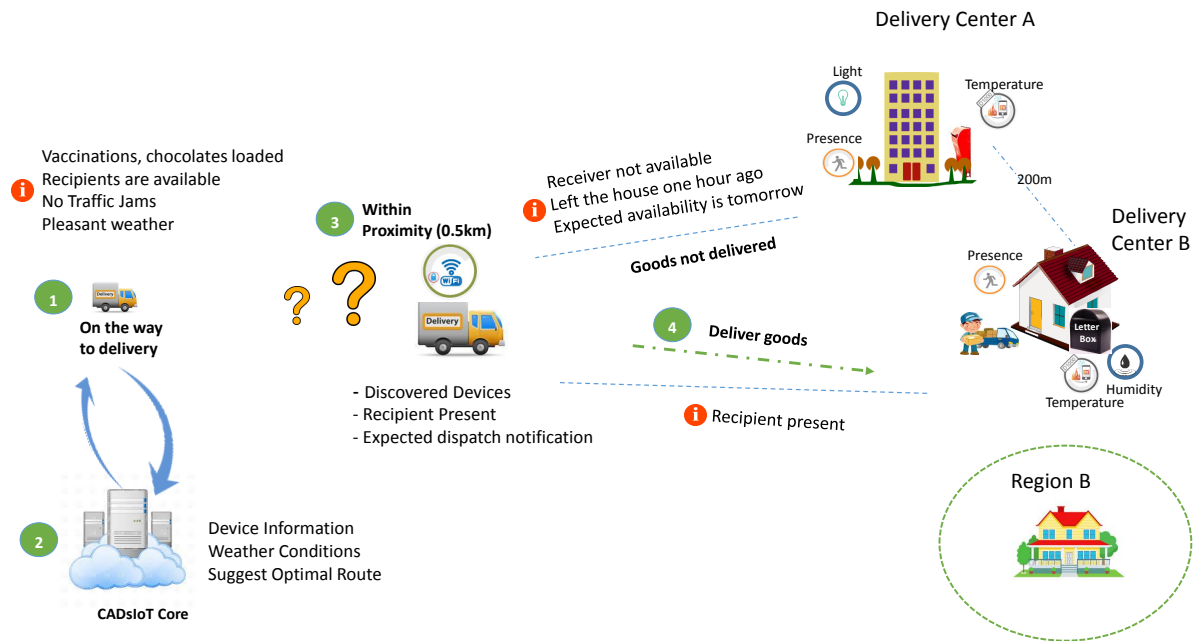 Delivery Center A
Light
Temperature
Presence
200m
Vaccinations, chocolates loaded
i
Recipients are available
No Traffic Jams
Pleasant weather
3
Within
Proximity (0.5km)
WiFi
Delivery
Receiver not available
i
Left the house one hour ago
Expected availability is tomorrow
Goods not delivered
Delivery
Center B
Presence
Letter
Box
Temperature
Humidity
1
Delivery
On the way
to delivery
4
Deliver goods
- Discovered Devices
- Recipient Present
- Expected dispatch notification
i
Recipient present
2
Device Information
Weather Conditions
Suggest Optimal Route
CADsIoT Core
Region B